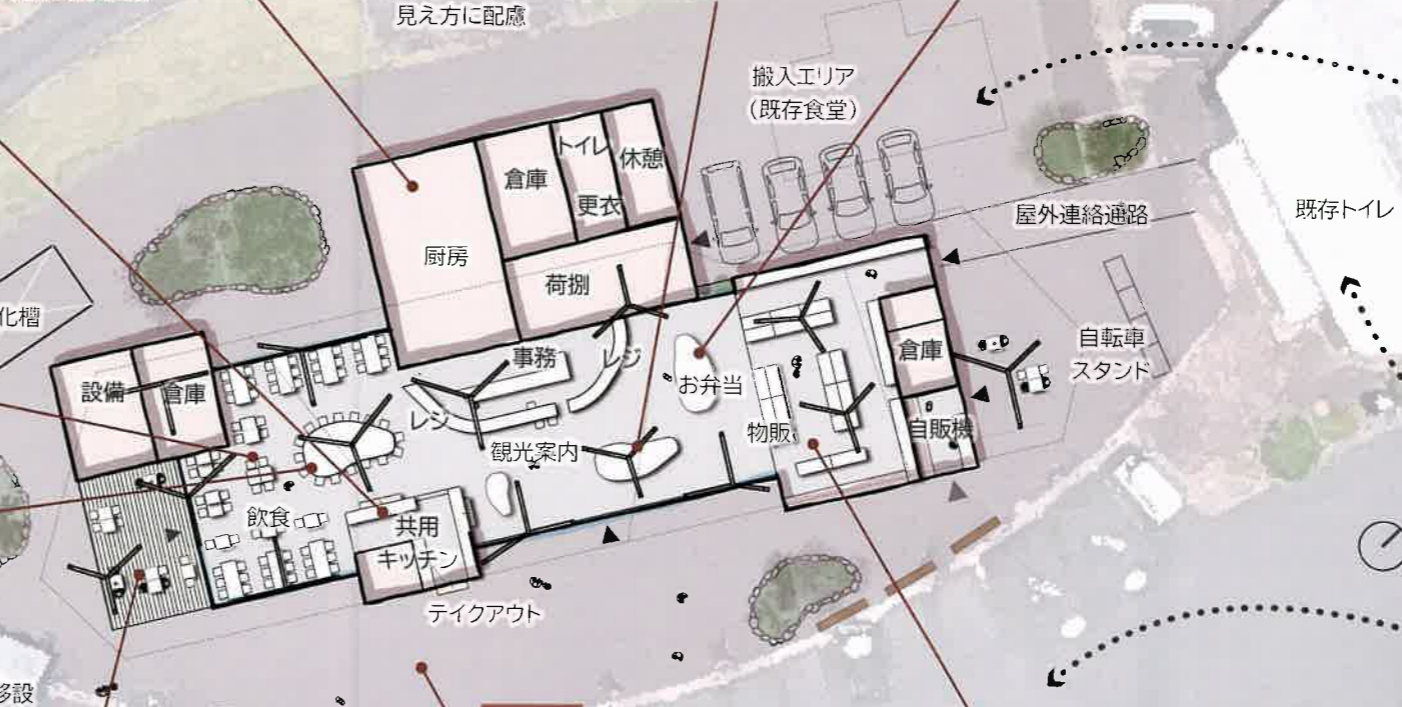 見え方に配慮
搬入エリア
（既存食堂）
トイレ
休憩
倉庫
更衣
屋外連絡通路
既存トイレ
厨房
荷捌
化槽
自転車
スタンド
事務
レジ
倉庫
設備
倉庫
お弁当
レジ
物販
自販機
観光案内
飲食
共用
キッチン
テイクアウト
移設